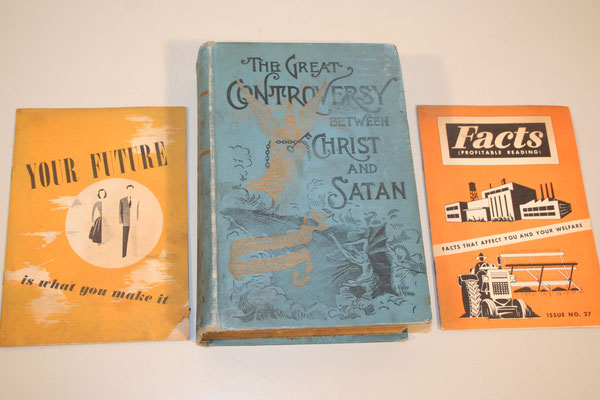 YOUR FUTURE
is what you make it
THE GREAT
CONTROVERSY
BETWEEN
CHRIST
AND
SATAN
Facts
(PROFITABLE READING)
FACTS THAT AFFECT YOU AND YOUR WELFARE
ISSUE NO. 27